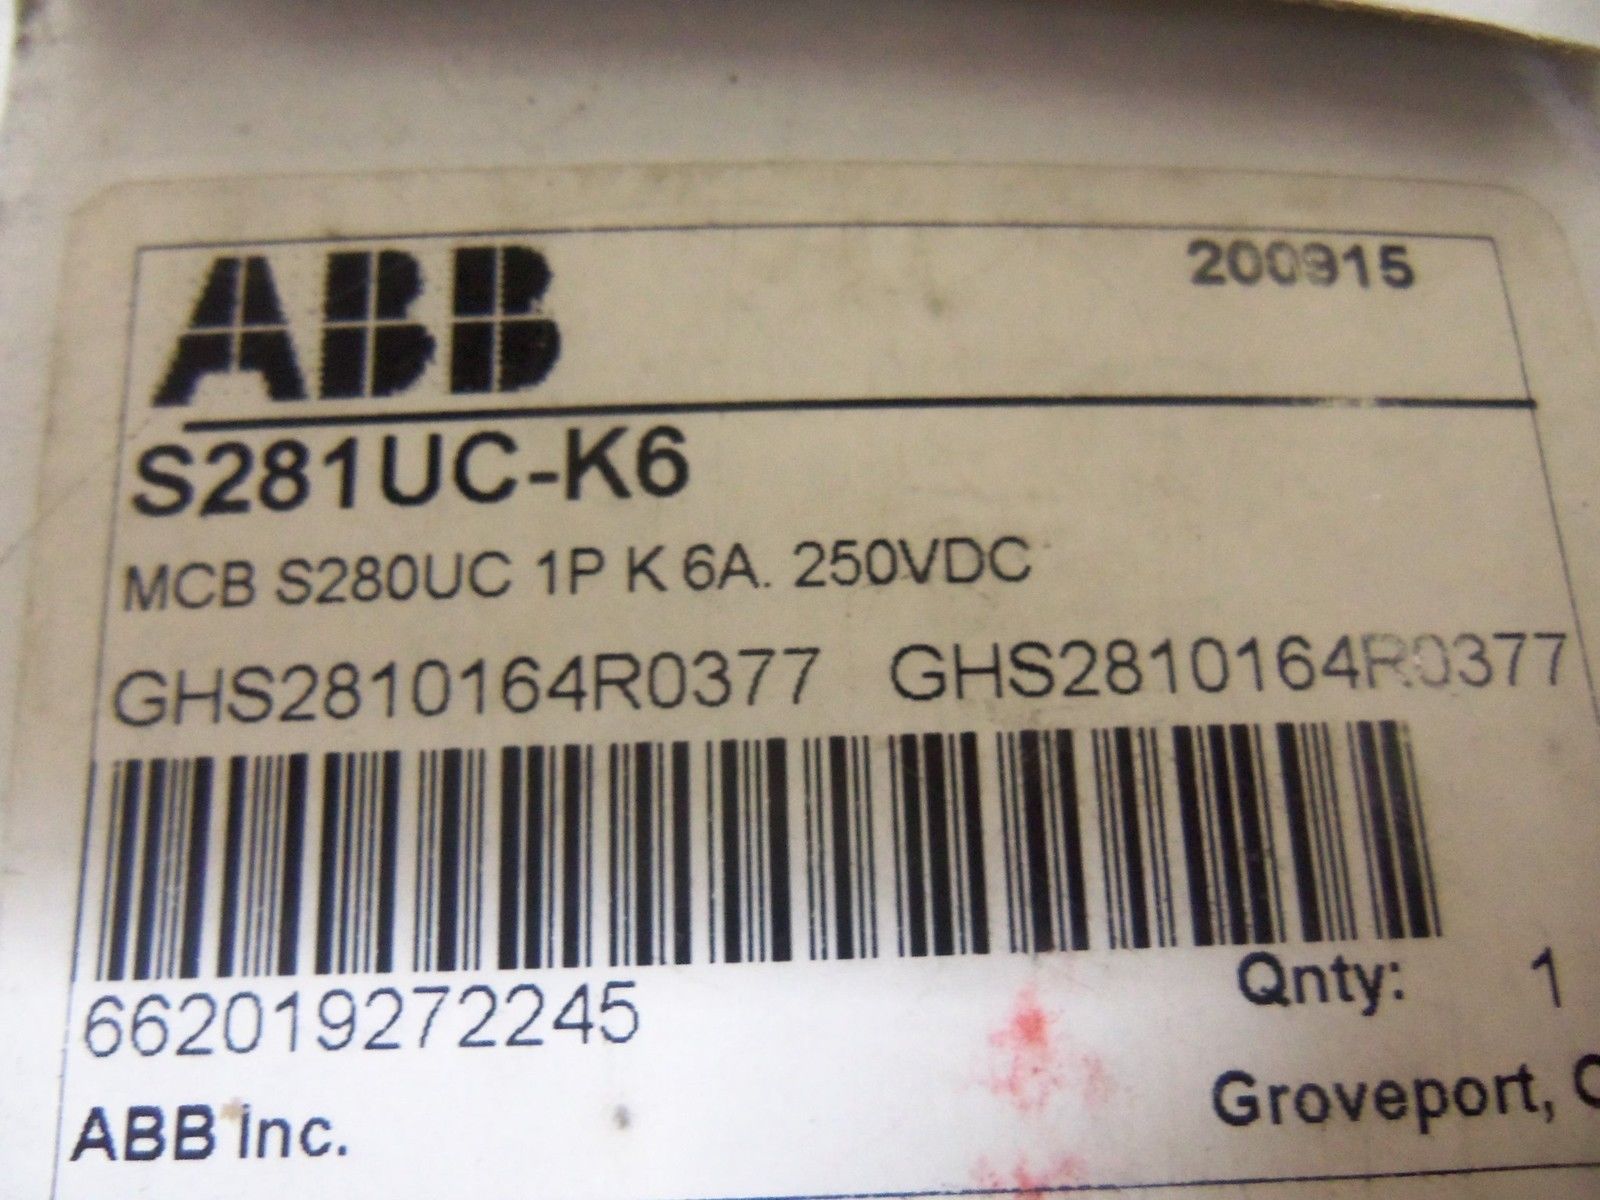 ABB 200915
S281UC-K6
MCB S280UC 1P K 6A. 250VDC
GHS2810164R0377 GHS2810164R0377
662019272245
Qnty: 1
ABB Inc. Groveport,